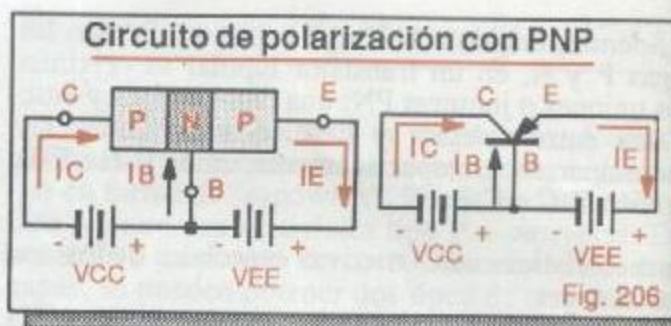 Circuito de polarización con PNP
C E
P N P
IC IB B IE
- + - +
VCC VEE
C E
IC IB B IE
- + - +
VCC VEE
Fig. 206